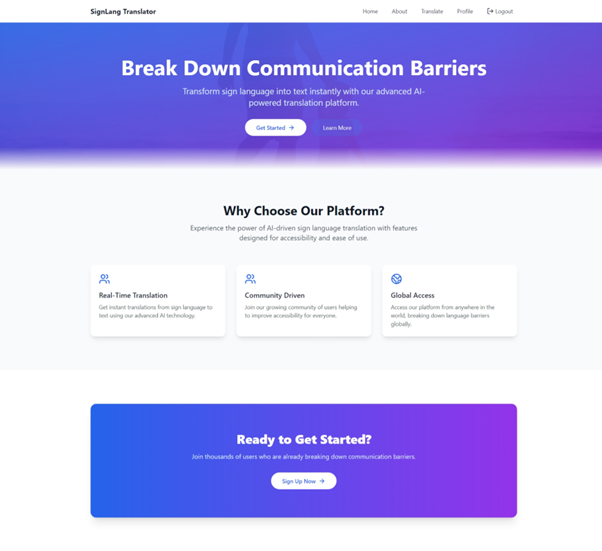 SignLang Translator
Home
About
Translate
Profile
Logout
Break Down Communication Barriers
Transform sign language into text instantly with our advanced AI-
powered translation platform.
Get Started
Learn More
Why Choose Our Platform?
Experience the power of AI-driven sign language translation with features
designed for accessibility and ease of use.
Real-Time Translation
Get instant translations from sign language to
text using our advanced AI technology.
Community Driven
Join our growing community of users helping
to improve accessibility for everyone.
Global Access
Access our platform from anywhere in the
world, breaking down language barriers
globally.
Ready to Get Started?
Join thousands of users who are already breaking down communication barriers.
Sign Up Now